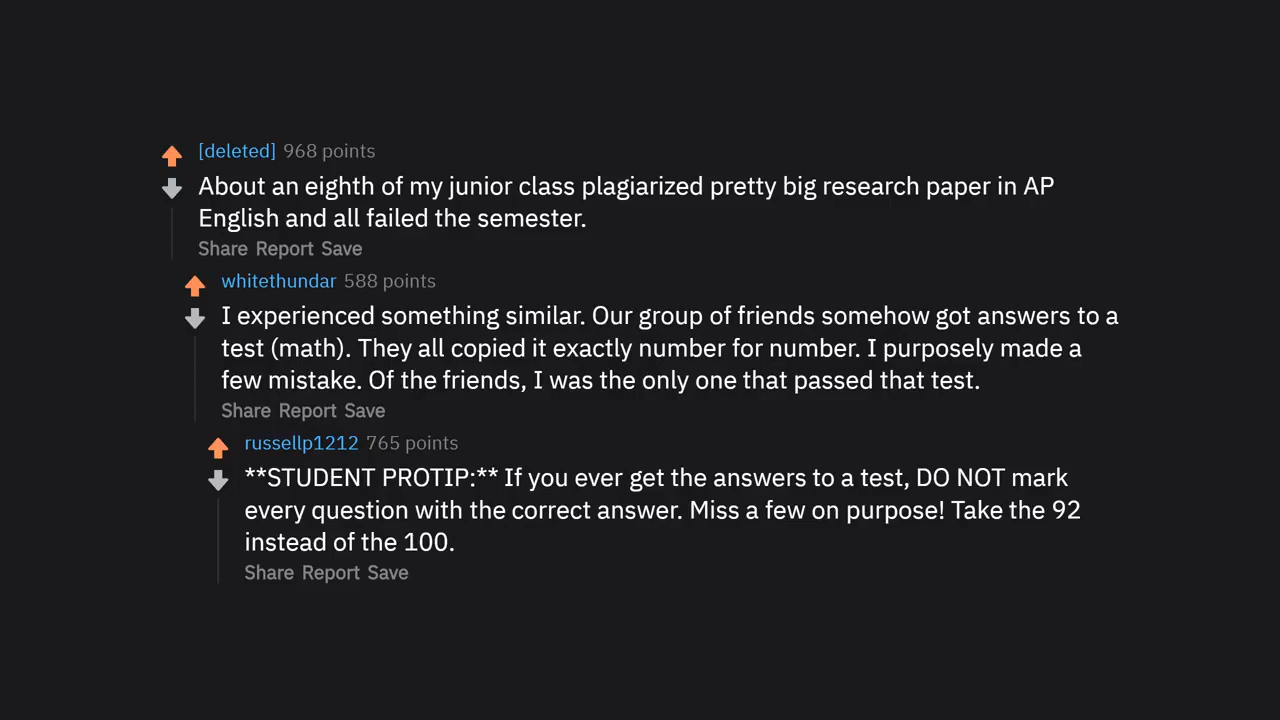 [deleted] 968 points
About an eighth of my junior class plagiarized pretty big research paper in AP
English and all failed the semester.
Share Report Save
whitethundar 588 points
I experienced something similar. Our group of friends somehow got answers to a
test (math). They all copied it exactly number for number. I purposely made a
few mistake. Of the friends, I was the only one that passed that test.
Share Report Save
russellp1212 765 points
**STUDENT PROTIP:** If you ever get the answers to a test, DO NOT mark
every question with the correct answer. Miss a few on purpose! Take the 92
instead of the 100.
Share Report Save